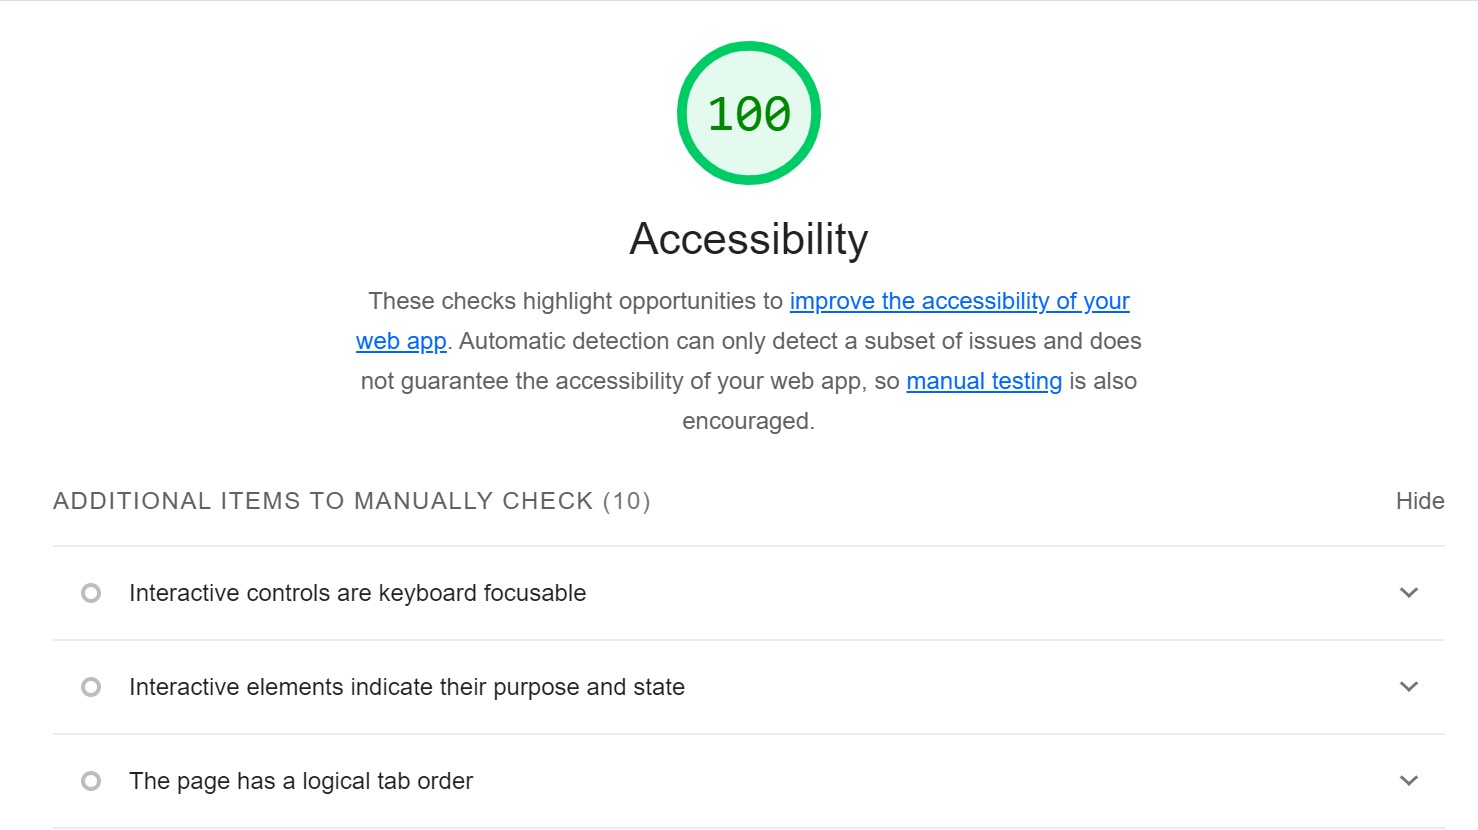 100
Accessibility
These checks highlight opportunities to improve the accessibility of your
web app. Automatic detection can only detect a subset of issues and does
not guarantee the accessibility of your web app, so manual testing is also
encouraged.
ADDITIONAL ITEMS TO MANUALLY CHECK (10) Hide
Interactive controls are keyboard focusable
Interactive elements indicate their purpose and state
The page has a logical tab order